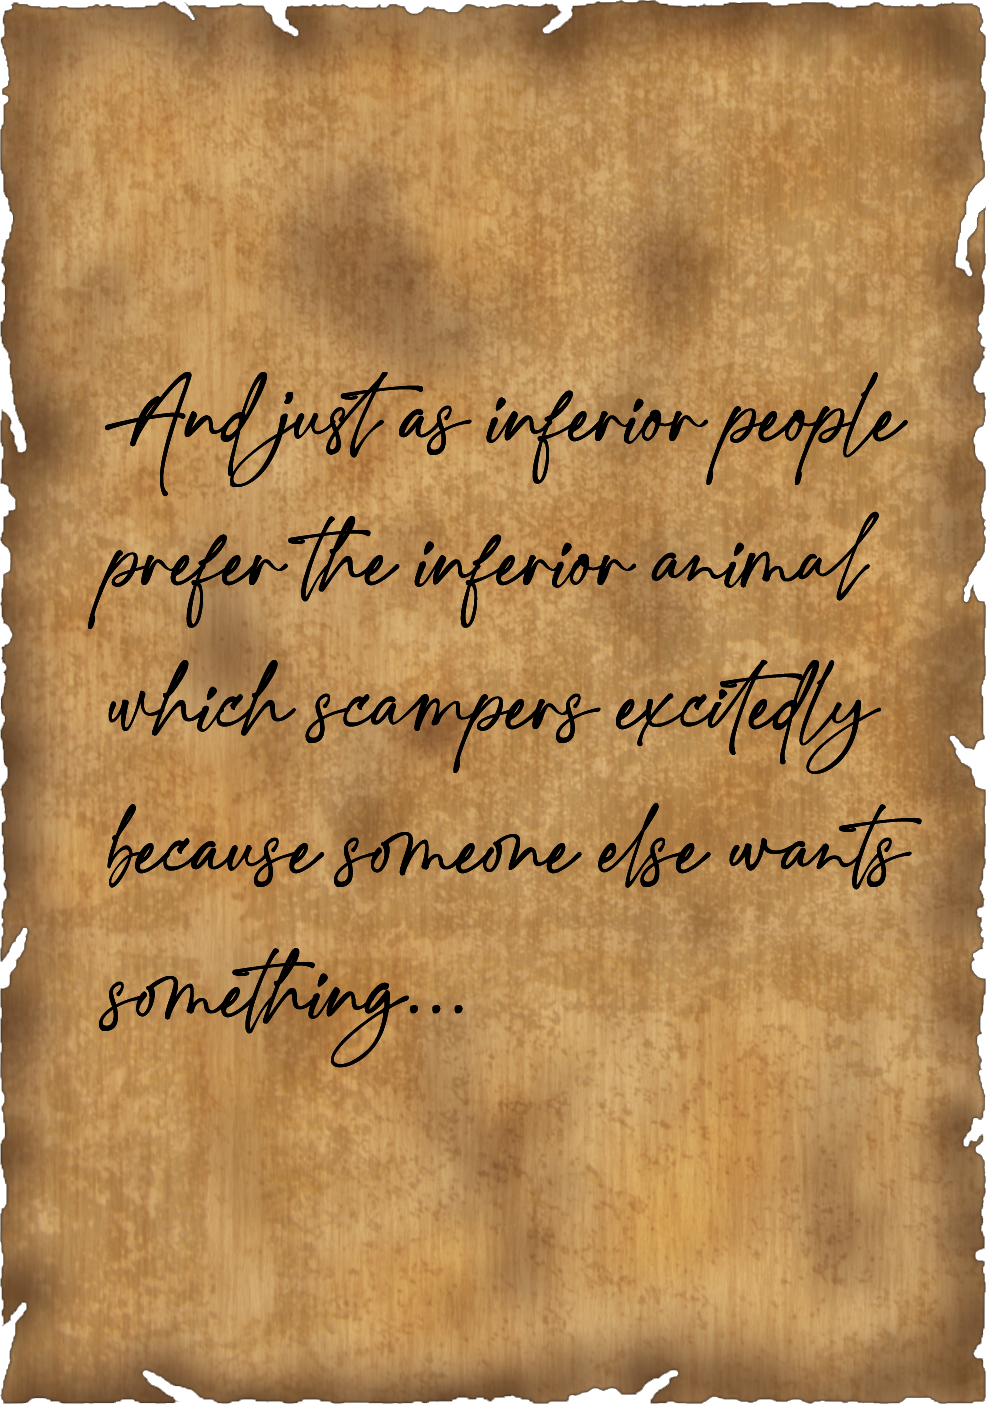 And just as inferior people
prefer the inferior animal
which scampers excitedly
because someone else wants
something...